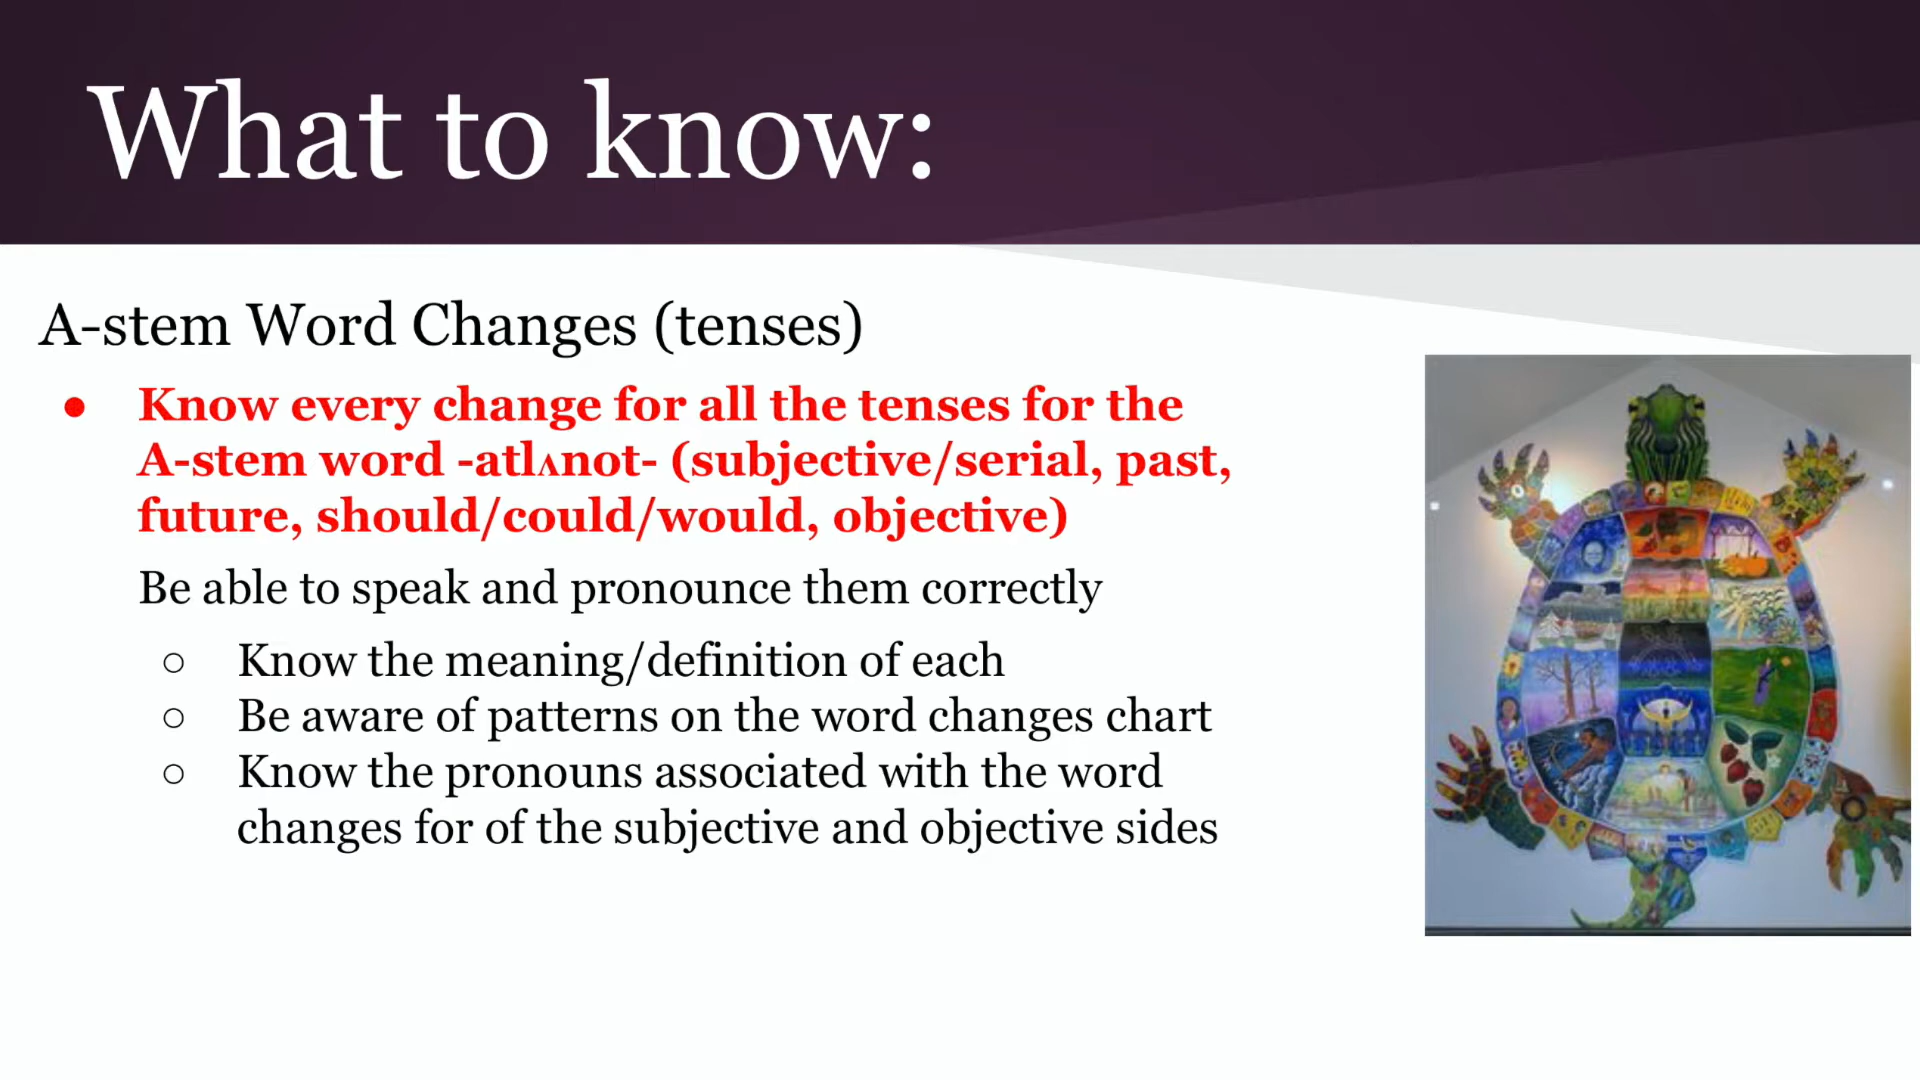 What to know:
A-stem Word Changes (tenses)
● Know every change for all the tenses for the
A-stem word -atlʌnot- (subjective/serial, past,
future, should/could/would, objective)
Be able to speak and pronounce them correctly
○ Know the meaning/definition of each
○ Be aware of patterns on the word changes chart
○ Know the pronouns associated with the word
changes for of the subjective and objective sides